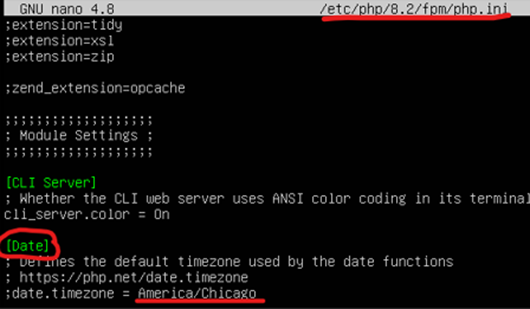 GNU nano 4.8 /etc/php/8.2/fpm/php.ini
;extension=tidy
;extension=xsl
;extension=zip
;zend_extension=opcache
;;;;;;;;;;;;;;;;;;;
; Module Settings ;
;;;;;;;;;;;;;;;;;;;
[CLI Server]
; Whether the CLI web server uses ANSI color coding in its terminal
cli_server.color = On
[Date]
; Defines the default timezone used by the date functions
; https://php.net/date.timezone
;date.timezone = America/Chicago